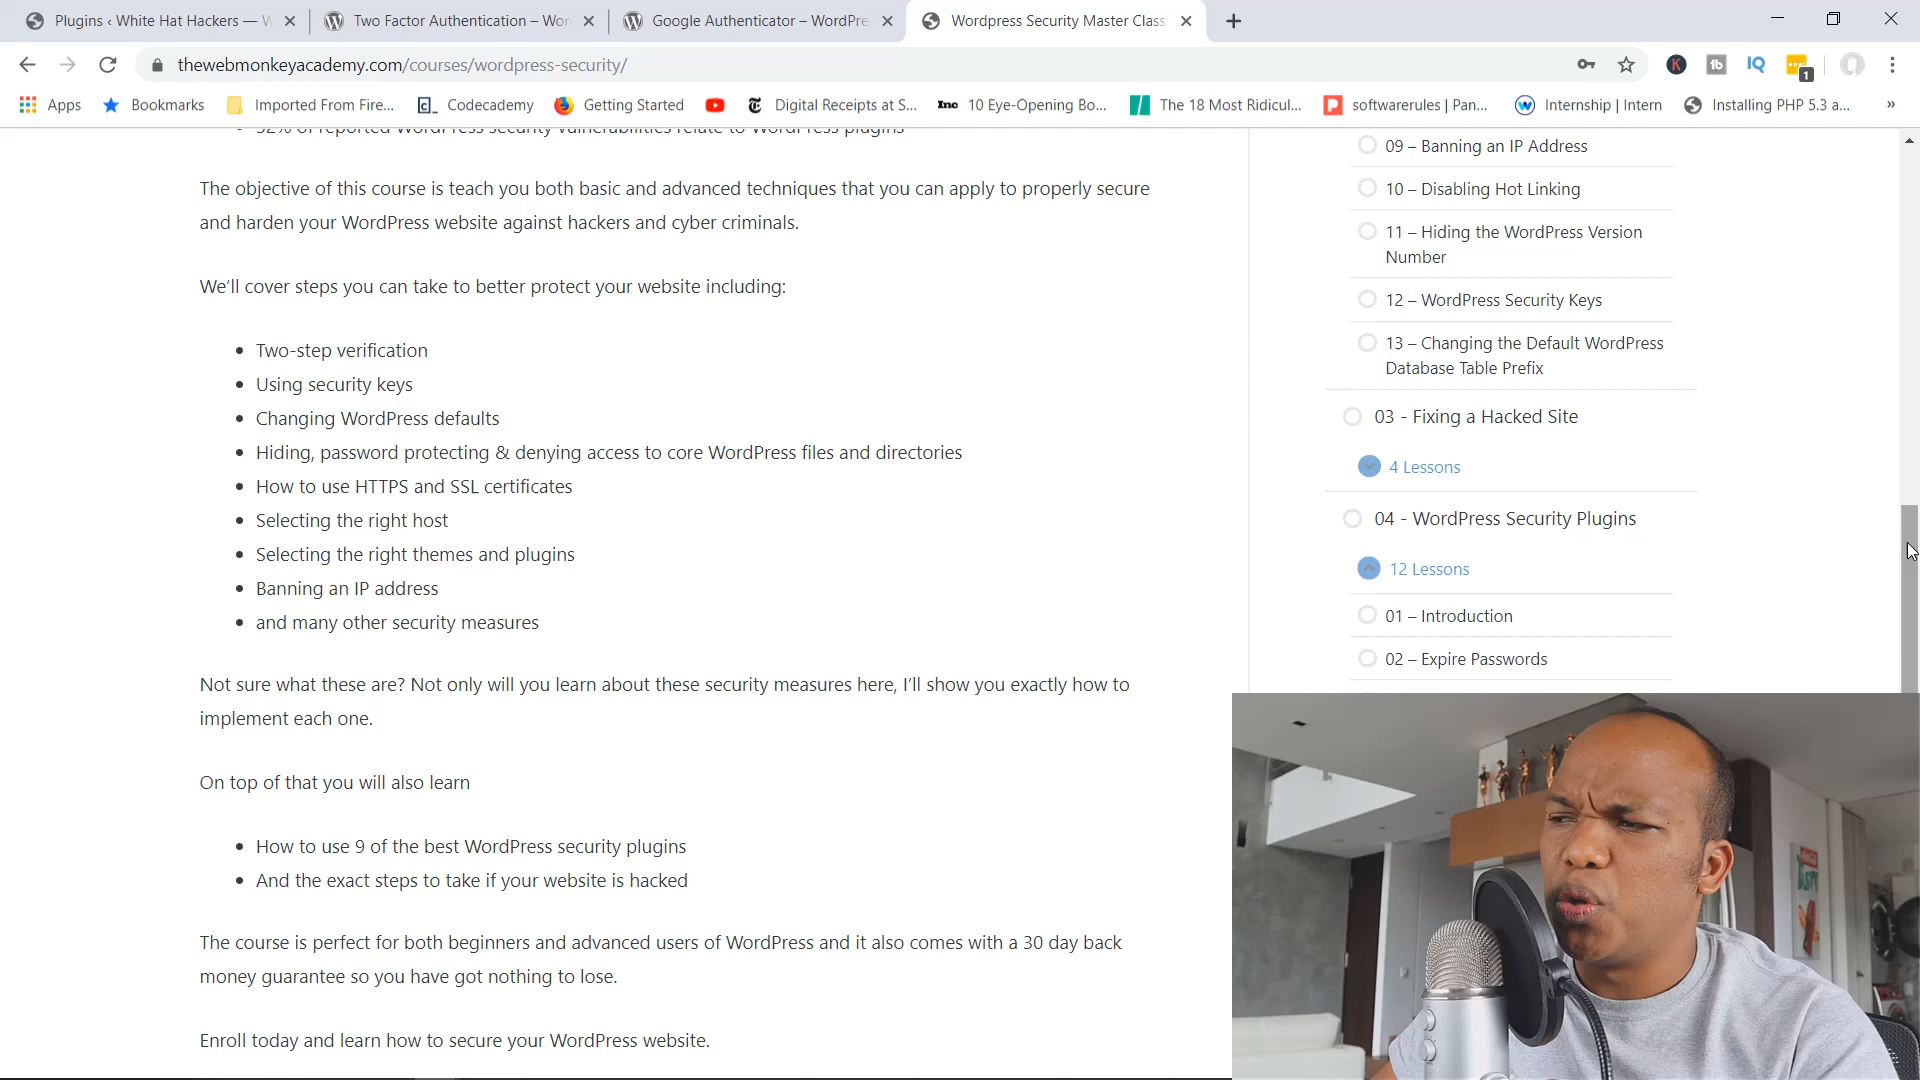 Plugins ‹ White Hat Hackers — W
Two Factor Authentication – Wor
Google Authenticator – WordPre
Wordpress Security Master Class
thewebmonkeyacademy.com/courses/wordpress-security/
1
Apps
Bookmarks
Imported From Fire...
Codecademy
Getting Started
Digital Receipts at S...
Inc 10 Eye-Opening Bo...
The 18 Most Ridicul...
softwarerules | Pan...
Internship | Intern
Installing PHP 5.3 a...
»
• 52% of reported WordPress security vulnerabilities relate to WordPress plugins
The objective of this course is teach you both basic and advanced techniques that you can apply to properly secure
and harden your WordPress website against hackers and cyber criminals.
We'll cover steps you can take to better protect your website including:
• Two-step verification
• Using security keys
• Changing WordPress defaults
• Hiding, password protecting & denying access to core WordPress files and directories
• How to use HTTPS and SSL certificates
• Selecting the right host
• Selecting the right themes and plugins
• Banning an IP address
• and many other security measures
Not sure what these are? Not only will you learn about these security measures here, I'll show you exactly how to
implement each one.
On top of that you will also learn
• How to use 9 of the best WordPress security plugins
• And the exact steps to take if your website is hacked
The course is perfect for both beginners and advanced users of WordPress and it also comes with a 30 day back
money guarantee so you have got nothing to lose.
Enroll today and learn how to secure your WordPress website.
09 – Banning an IP Address
10 – Disabling Hot Linking
11 – Hiding the WordPress Version
Number
12 – WordPress Security Keys
13 – Changing the Default WordPress
Database Table Prefix
03 - Fixing a Hacked Site
4 Lessons
04 - WordPress Security Plugins
12 Lessons
01 – Introduction
02 – Expire Passwords